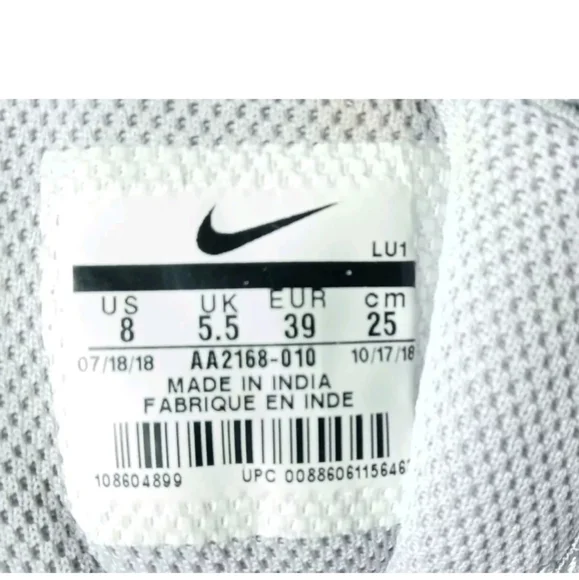 LU1
US UK EUR cm
8 5.5 39 25
07/18/18 AA2168-010 10/17/18
MADE IN INDIA
FABRIQUE EN INDE
108604899 UPC 0088606115646